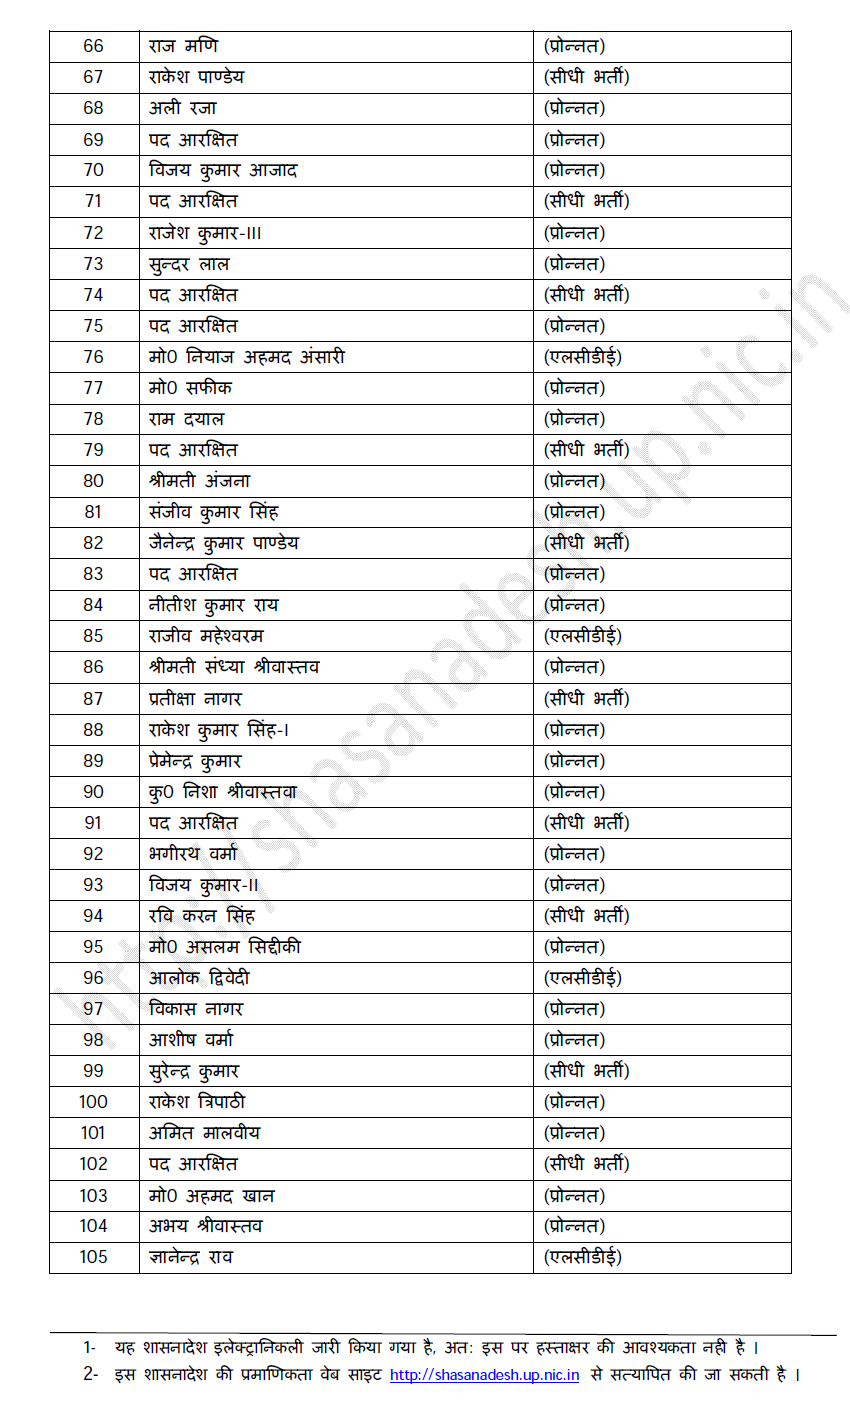 66 राज मणि (प्रोन्नत)
67 राकेश पाण्डेय (सीधी भर्ती)
68 अली रजा (प्रोन्नत)
69 पद आरक्षित (प्रोन्नत)
70 विजय कुमार आजाद (प्रोन्नत)
71 पद आरक्षित (सीधी भर्ती)
72 राजेश कुमार-III (प्रोन्नत)
73 सुन्दर लाल (प्रोन्नत)
74 पद आरक्षित (सीधी भर्ती)
75 पद आरक्षित (प्रोन्नत)
76 मो0 नियाज अहमद अंसारी (एलसीडीई)
77 मो0 सफीक (प्रोन्नत)
78 राम दयाल (प्रोन्नत)
79 पद आरक्षित (सीधी भर्ती)
80 श्रीमती अंजना (प्रोन्नत)
81 संजीव कुमार सिंह (प्रोन्नत)
82 जैनेन्द्र कुमार पाण्डेय (सीधी भर्ती)
83 पद आरक्षित (प्रोन्नत)
84 नीतीश कुमार राय (प्रोन्नत)
85 राजीव महेश्वरम (एलसीडीई)
86 श्रीमती संध्या श्रीवास्तव (प्रोन्नत)
87 प्रतीक्षा नागर (सीधी भर्ती)
88 राकेश कुमार सिंह-I (प्रोन्नत)
89 प्रेमेन्द्र कुमार (प्रोन्नत)
90 कु0 निशा श्रीवास्तवा (प्रोन्नत)
91 पद आरक्षित (सीधी भर्ती)
92 भगीरथ वर्मा (प्रोन्नत)
93 विजय कुमार-II (प्रोन्नत)
94 रवि करन सिंह (सीधी भर्ती)
95 मो0 असलम सिद्दीकी (प्रोन्नत)
96 आलोक द्विवेदी (एलसीडीई)
97 विकास नागर (प्रोन्नत)
98 आशीष वर्मा (प्रोन्नत)
99 सुरेन्द्र कुमार (सीधी भर्ती)
100 राकेश त्रिपाठी (प्रोन्नत)
101 अमित मालवीय (प्रोन्नत)
102 पद आरक्षित (सीधी भर्ती)
103 मो0 अहमद खान (प्रोन्नत)
104 अभय श्रीवास्तव (प्रोन्नत)
105 ज्ञानेन्द्र राव (एलसीडीई)
http://shasanadesh.up.nic.in
1- यह शासनादेश इलेक्ट्रानिकली जारी किया गया है, अत: इस पर हस्ताक्षर की आवश्यकता नही है ।
2- इस शासनादेश की प्रमाणिकता वेब साइट http://shasanadesh.up.nic.in से सत्यापित की जा सकती है ।